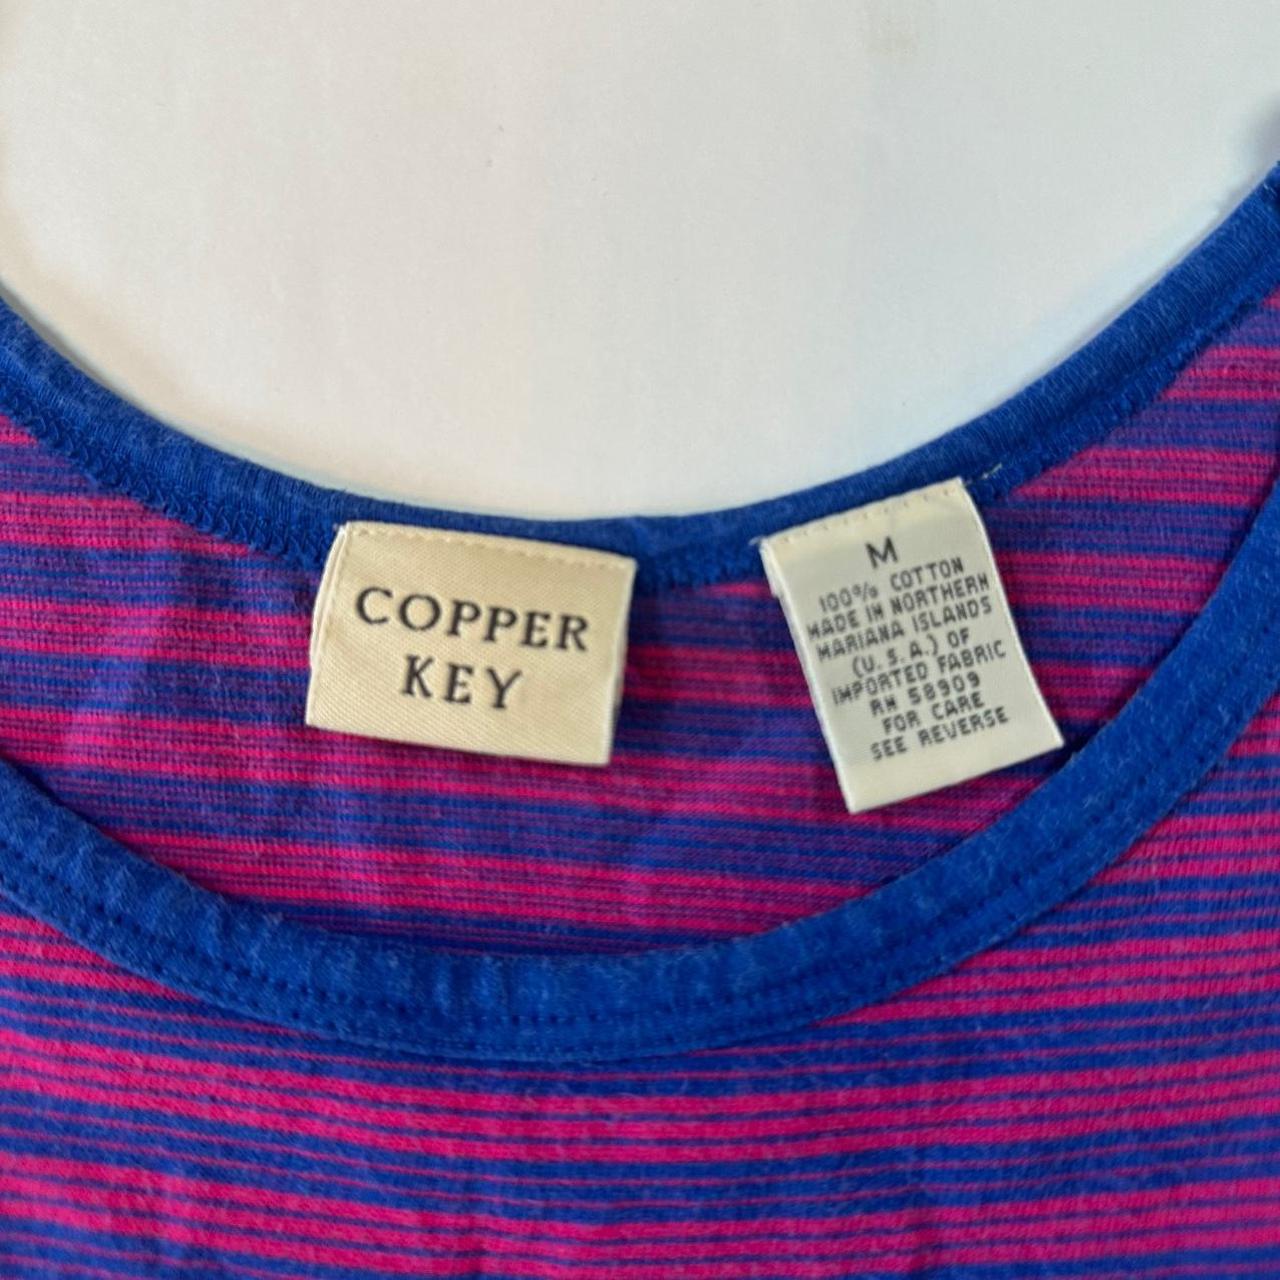 COPPER
KEY
M
100% COTTON
MADE IN NORTHERN
MARIANA ISLANDS
(U.S.A.) OF
IMPORTED FABRIC
RN 58909
FOR CARE
SEE REVERSE